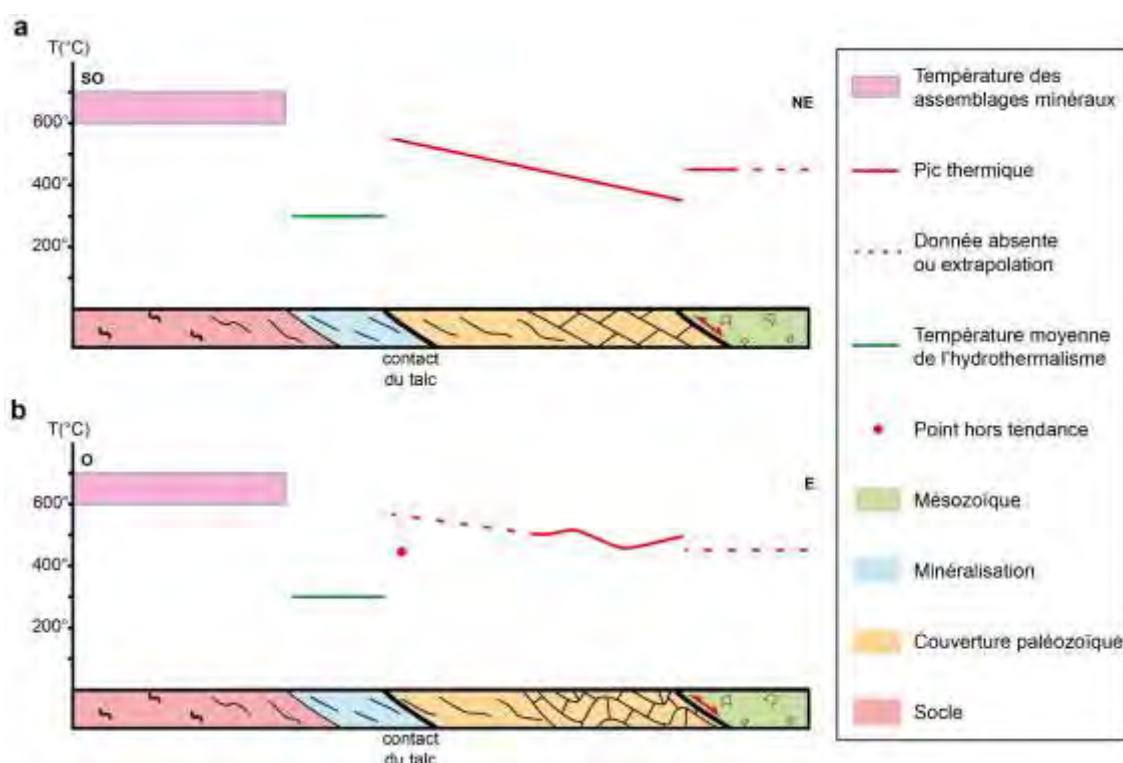 a
T(°C)
SO
NE
600°
400°
200°
contact
du talc
b
T(°C)
O
E
600°
400°
200°
contact
du talc
Température des
assemblages minéraux
Pic thermique
Donnée absente
ou extrapolation
Température moyenne
de l'hydrothermalisme
Point hors tendance
Mésozoïque
Minéralisation
Couverture paléozoïque
Socle